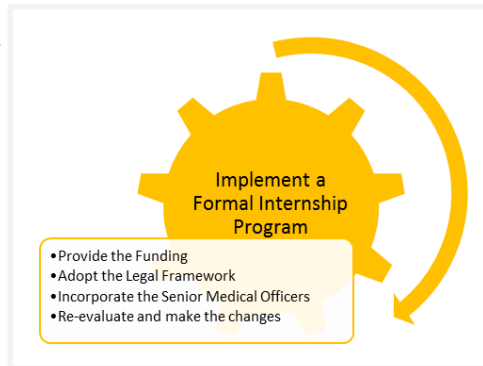 Implement a
Formal Internship
Program
•Provide the Funding
•Adopt the Legal Framework
•Incorporate the Senior Medical Officers
•Re-evaluate and make the changes